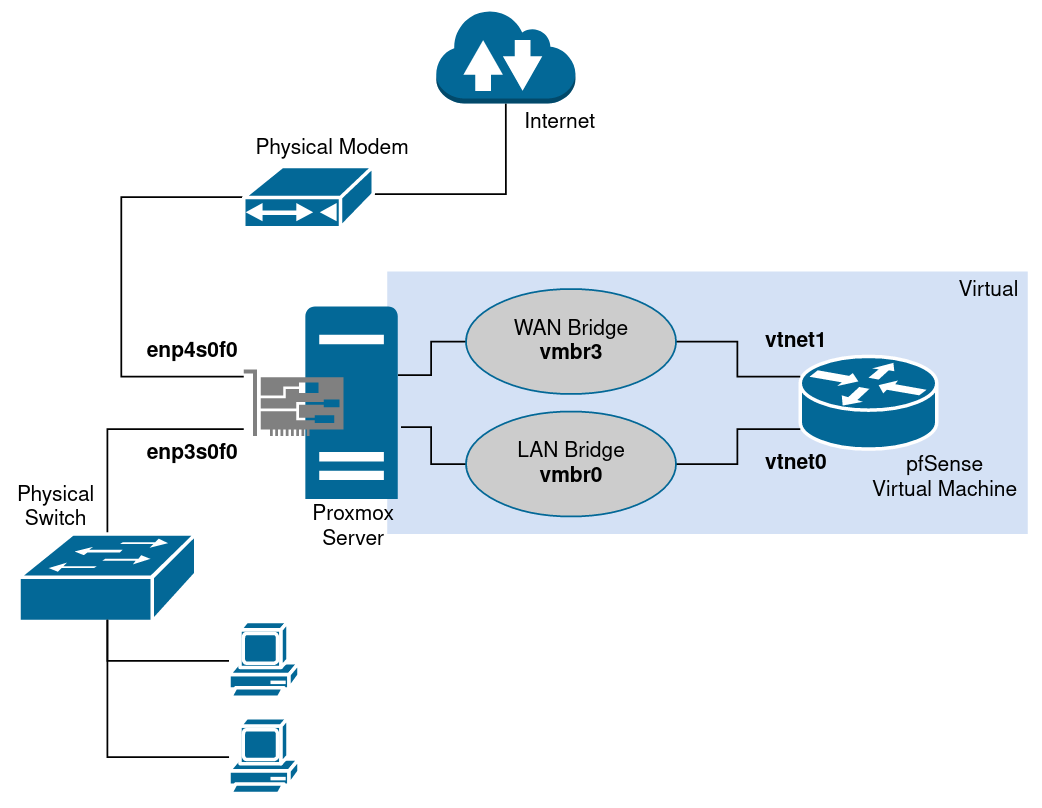 Internet
Physical Modem
Virtual
WAN Bridge
vmbr3
vtnet1
enp4s0f0
LAN Bridge
vmbr0
enp3s0f0
vtnet0
pfSense
Virtual Machine
Physical
Switch
Proxmox
Server